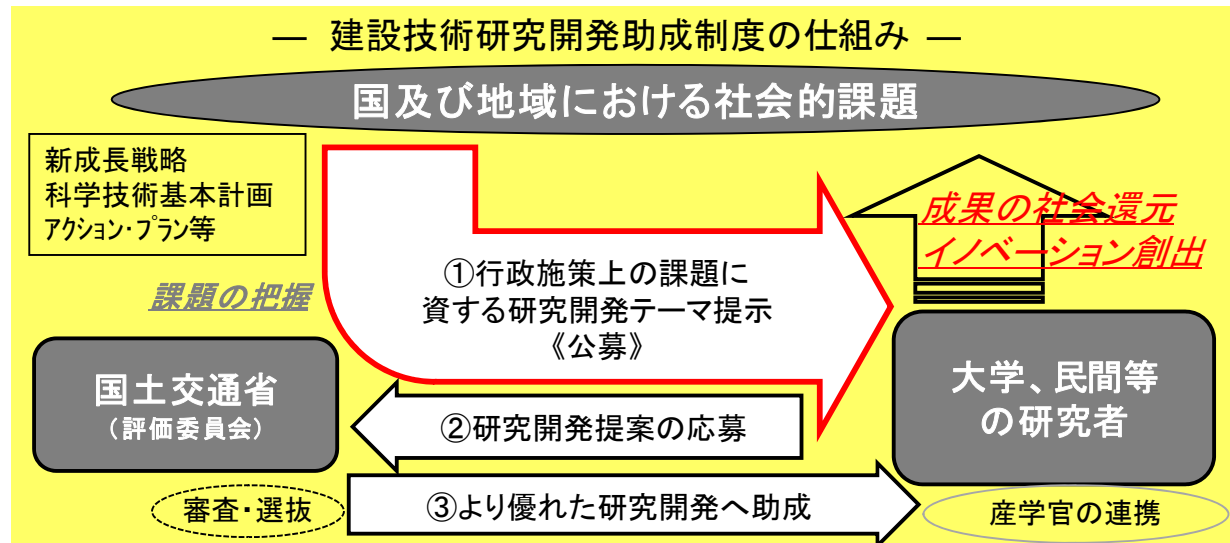 ― 建設技術研究開発助成制度の仕組み ―
国及び地域における社会的課題
新成長戦略
科学技術基本計画
ｱｸｼｮﾝ･ﾌﾟﾗﾝ等
成果の社会還元
イノベーション創出
①行政施策上の課題に
資する研究開発テーマ提示
《公募》
課題の把握
国土交通省
（評価委員会）
大学、民間等
の研究者
②研究開発提案の応募
③より優れた研究開発へ助成
審査・選抜
産学官の連携